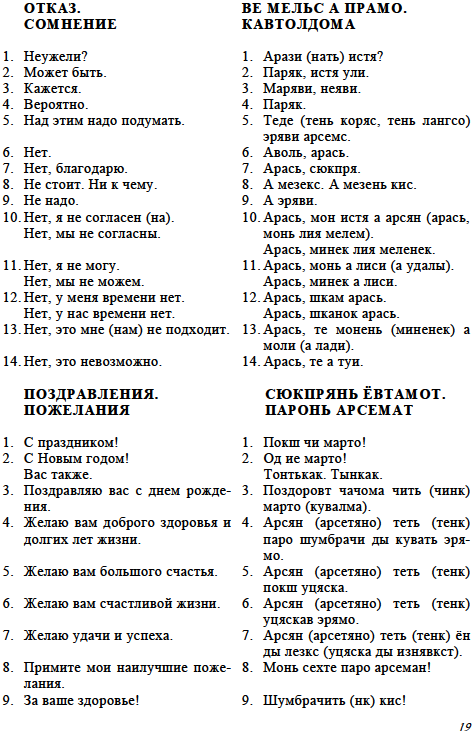 ОТКАЗ.
СОМНЕНИЕ
1. Неужели?
2. Может быть.
3. Кажется.
4. Вероятно.
5. Над этим надо подумать.
6. Нет.
7. Нет, благодарю.
8. Не стоит. Ни к чему.
9. Не надо.
10. Нет, я не согласен (на).
Нет, мы не согласны.
11. Нет, я не могу.
Нет, мы не можем.
12. Нет, у меня времени нет.
Нет, у нас времени нет.
13. Нет, это мне (нам) не подходит.
14. Нет, это невозможно.
ВЕ МЕЛЬС А ПРАМО.
КАВТОЛДОМА
1. Арази (нать) истя?
2. Паряк, истя ули.
3. Маряви, неяви.
4. Паряк.
5. Теде (тень коряс, тень лангсо)
эряви арсемс.
6. Аволь, арась.
7. Арась, сюкпря.
8. А мезекс. А мезень кис.
9. А эряви.
10. Арась, мон истя а арсян (арась,
монь лия мелем).
Арась, минек лия меленек.
11. Арась, монь а лиси (а удалы).
Арась, минек а лиси.
12. Арась, шкам арась.
Арась, шканок арась.
13. Арась, те монень (миненек) а
моли (а лади).
14. Арась, те а туи.
ПОЗДРАВЛЕНИЯ.
ПОЖЕЛАНИЯ
1. С праздником!
2. С Новым годом!
Вас также.
3. Поздравляю вас с днем рожде-
ния.
4. Желаю вам доброго здоровья и
долгих лет жизни.
5. Желаю вам большого счастья.
6. Желаю вам счастливой жизни.
7. Желаю удачи и успеха.
8. Примите мои наилучшие поже-
лания.
9. За ваше здоровье!
СЮКПРЯНЬ ЁВТАМОТ.
ПАРОНЬ АРСЕМАТ
1. Покш чи марто!
2. Од ие марто!
Тонтькак. Тынкак.
3. Поздоровт чачома чить (чинк)
марто (кувалма).
4. Арсян (арсетяно) теть (тенк)
паро шумбрачи ды кувать эря-
мо.
5. Арсян (арсетяно) теть (тенк)
покш уцяска.
6. Арсян (арсетяно) теть (тенк)
уцяскав эрямо.
7. Арсян (арсетяно) теть (тенк) ён
ды лезкс (уцяска ды изнявкст).
8. Монь сехте паро арсеман!
9. Шумбрачить (нк) кис!
19